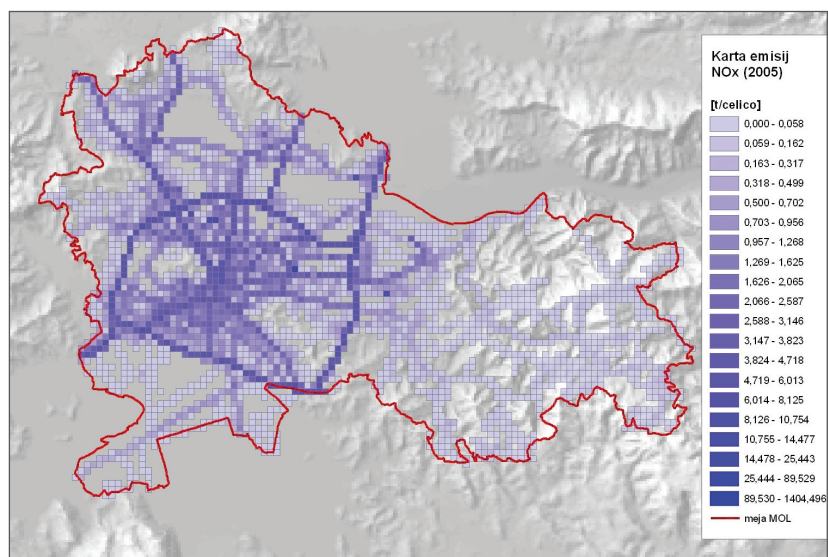 Karta emisij
NOx (2005)
[t/celico]
0,000 - 0,058
0,059 - 0,162
0,163 - 0,317
0,318 - 0,499
0,500 - 0,702
0,703 - 0,956
0,957 - 1,268
1,269 - 1,625
1,626 - 2,065
2,066 - 2,587
2,588 - 3,146
3,147 - 3,823
3,824 - 4,718
4,719 - 6,013
6,014 - 8,125
8,126 - 10,754
10,755 - 14,477
14,478 - 25,443
25,444 - 89,529
89,530 - 1404,496
meja MOL